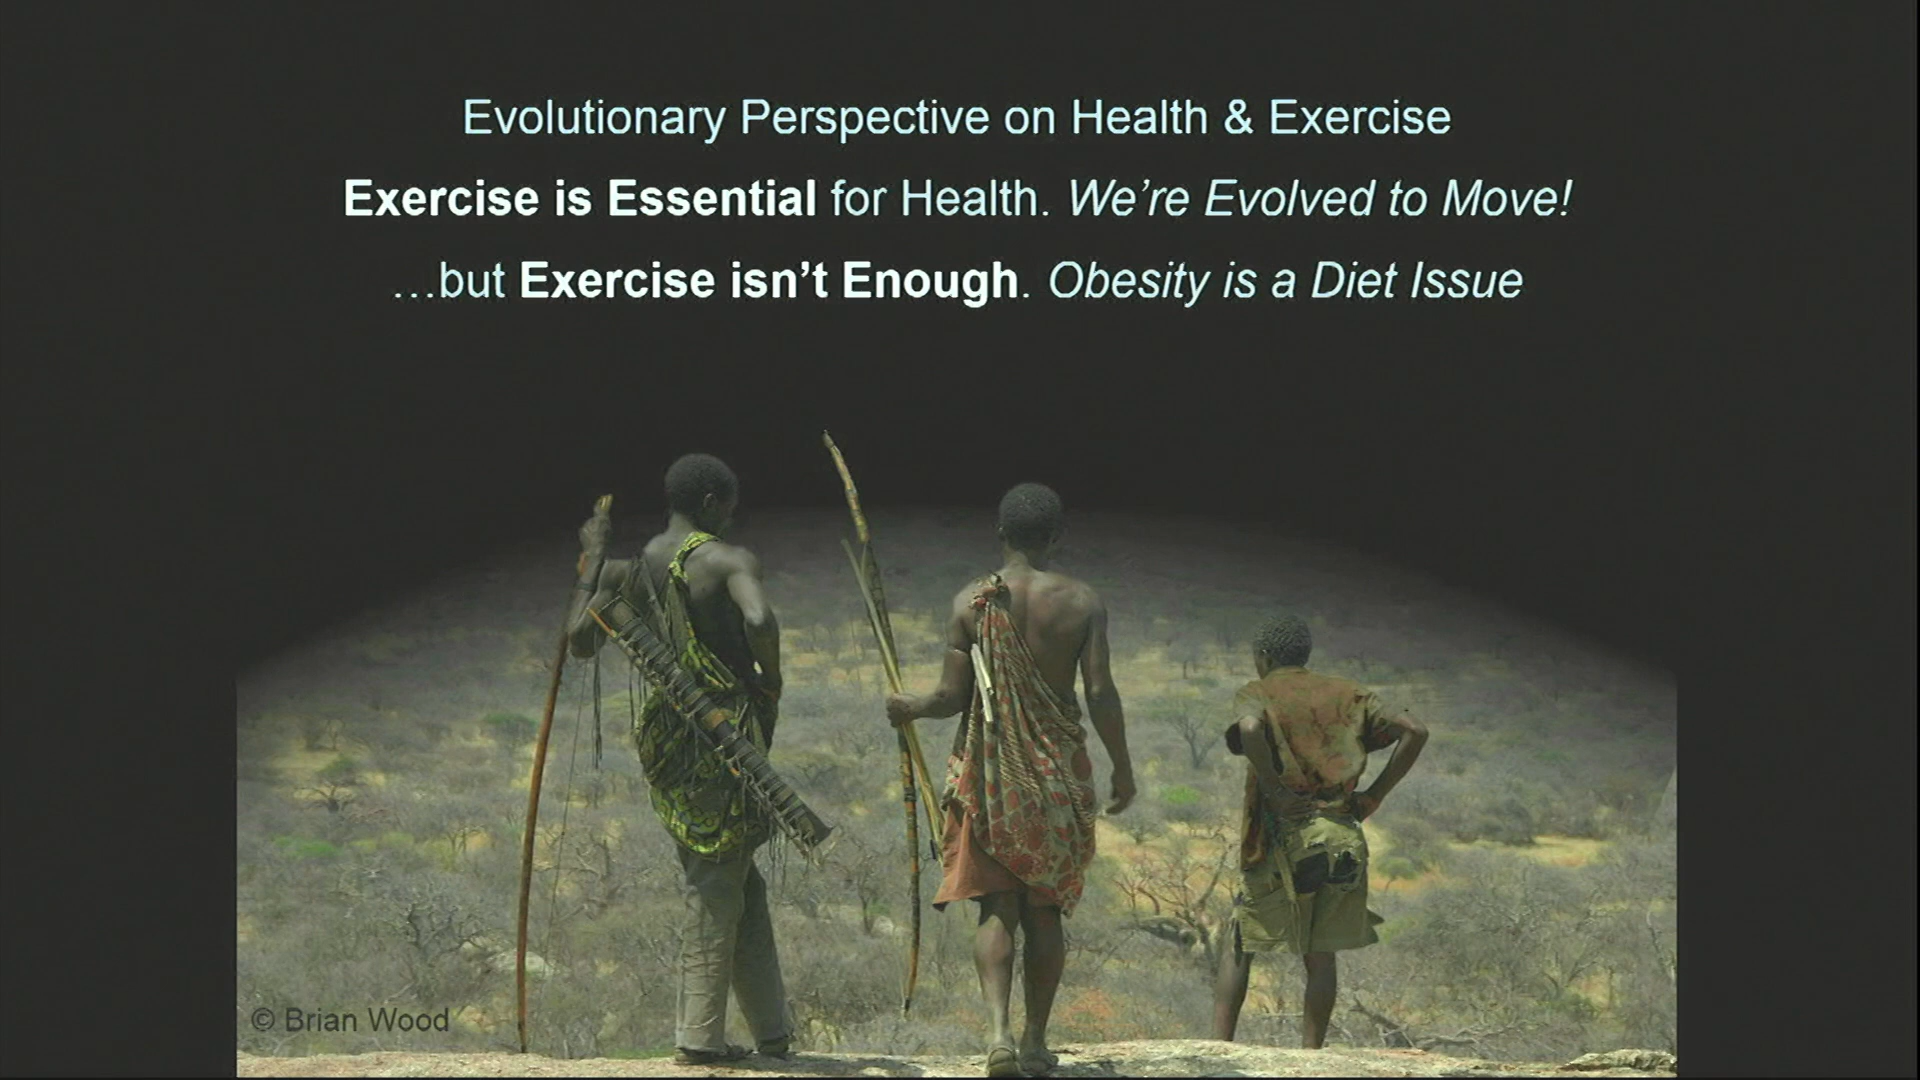 Evolutionary Perspective on Health & Exercise
Exercise is Essential for Health. We're Evolved to Move!
…but Exercise isn't Enough. Obesity is a Diet Issue
© Brian Wood